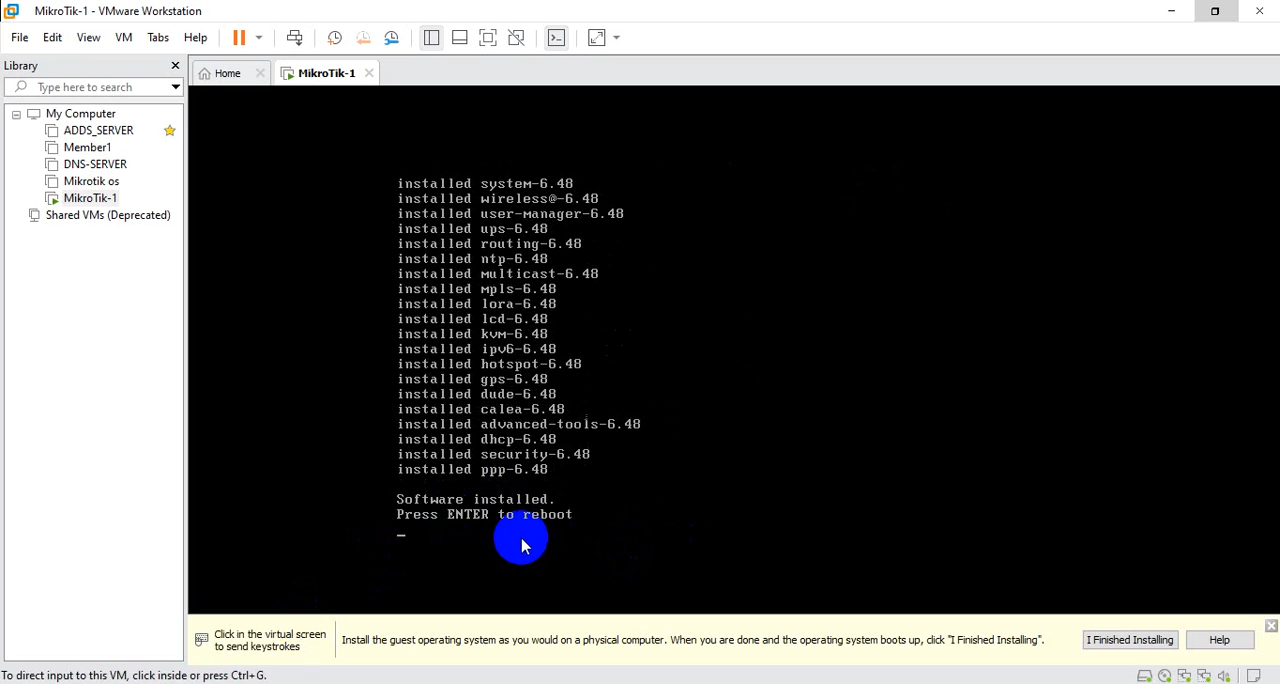 MikroTik-1 - VMware Workstation
File Edit View VM Tabs Help
Library
Type here to search
My Computer
ADDS_SERVER
Member1
DNS-SERVER
Mikrotik os
MikroTik-1
Shared VMs (Deprecated)
Home
MikroTik-1
installed system-6.48
installed wireless@-6.48
installed user-manager-6.48
installed ups-6.48
installed routing-6.48
installed ntp-6.48
installed multicast-6.48
installed mpls-6.48
installed lora-6.48
installed lcd-6.48
installed kvm-6.48
installed ipv6-6.48
installed hotspot-6.48
installed gps-6.48
installed dude-6.48
installed calea-6.48
installed advanced-tools-6.48
installed dhcp-6.48
installed security-6.48
installed ppp-6.48
Software installed.
Press ENTER to reboot
_
Click in the virtual screen
to send keystrokes
Install the guest operating system as you would on a physical computer. When you are done and the operating system boots up, click "I Finished Installing".
I Finished Installing
Help
To direct input to this VM, click inside or press Ctrl+G.